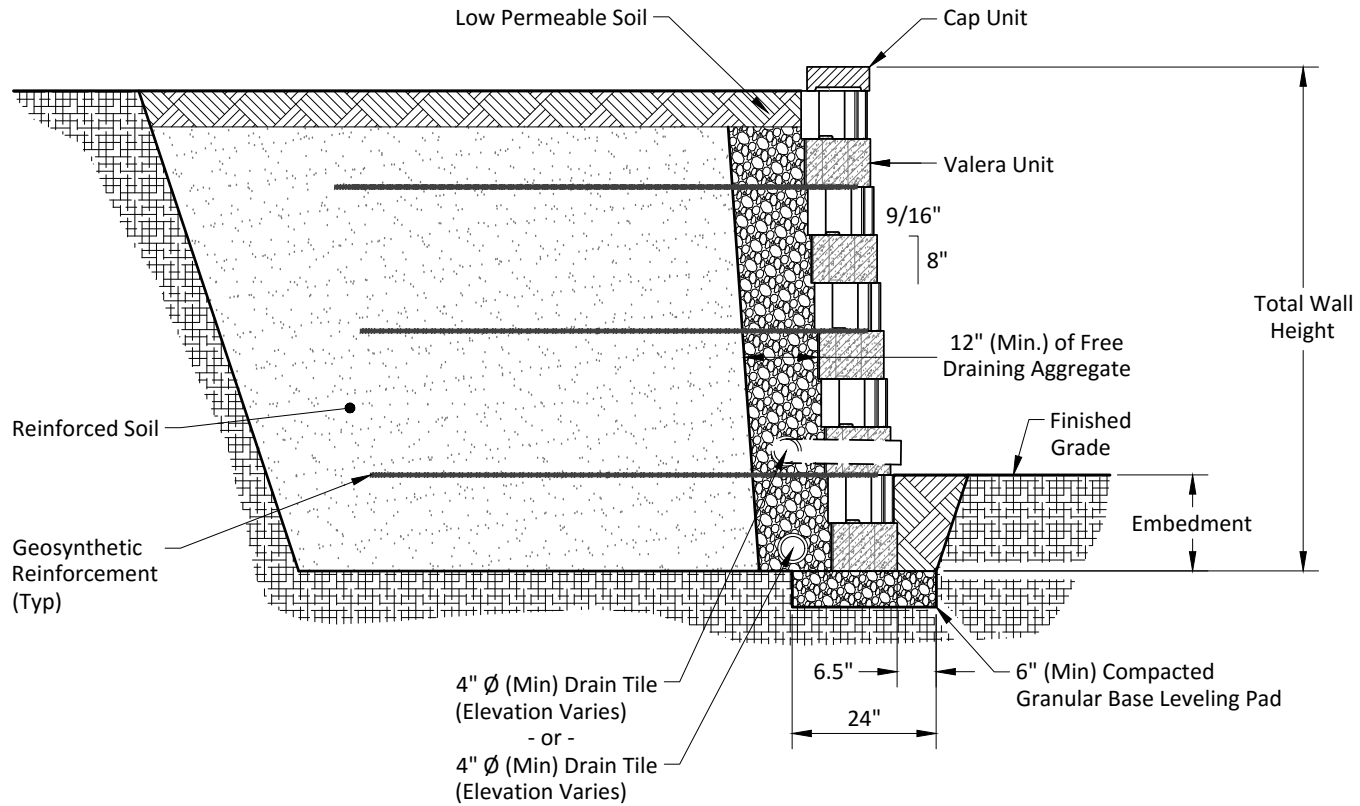 Low Permeable Soil
Cap Unit
Valera Unit
9/16"
8"
Total Wall
Height
12" (Min.) of Free
Draining Aggregate
Reinforced Soil
Finished
Grade
Embedment
Geosynthetic
Reinforcement
(Typ)
6.5"
6" (Min) Compacted
Granular Base Leveling Pad
24"
4" Ø (Min) Drain Tile
(Elevation Varies)
- or -
4" Ø (Min) Drain Tile
(Elevation Varies)